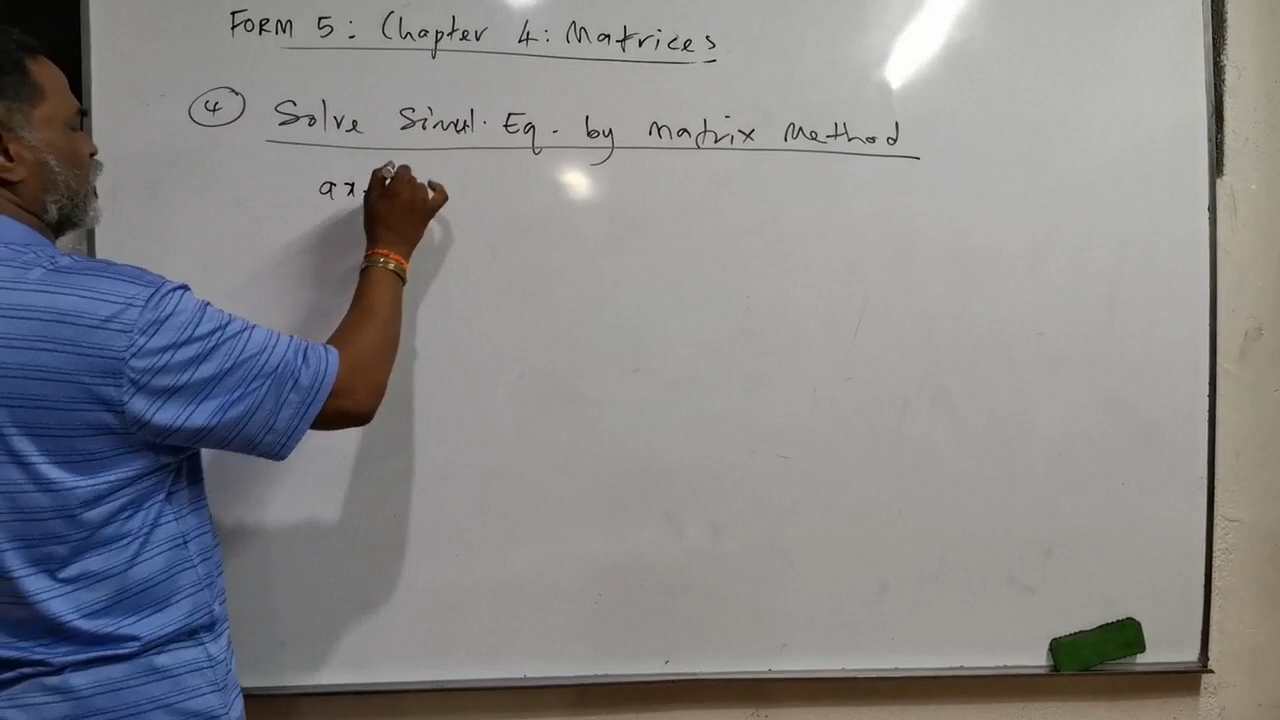 FORM 5: Chapter 4: Matrices
4 Solve Simul. Eq. by Matrix Method
ax